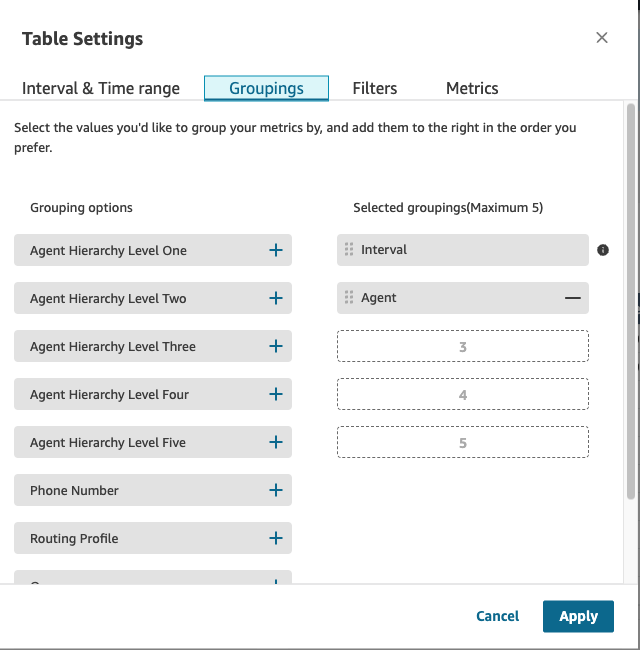 Table Settings
Interval & Time range
Groupings
Filters
Metrics
Select the values you'd like to group your metrics by, and add them to the right in the order you
prefer.
Grouping options
Selected groupings(Maximum 5)
Agent Hierarchy Level One
Interval
Agent Hierarchy Level Two
Agent
Agent Hierarchy Level Three
3
Agent Hierarchy Level Four
4
Agent Hierarchy Level Five
5
Phone Number
Routing Profile
Cancel
Apply